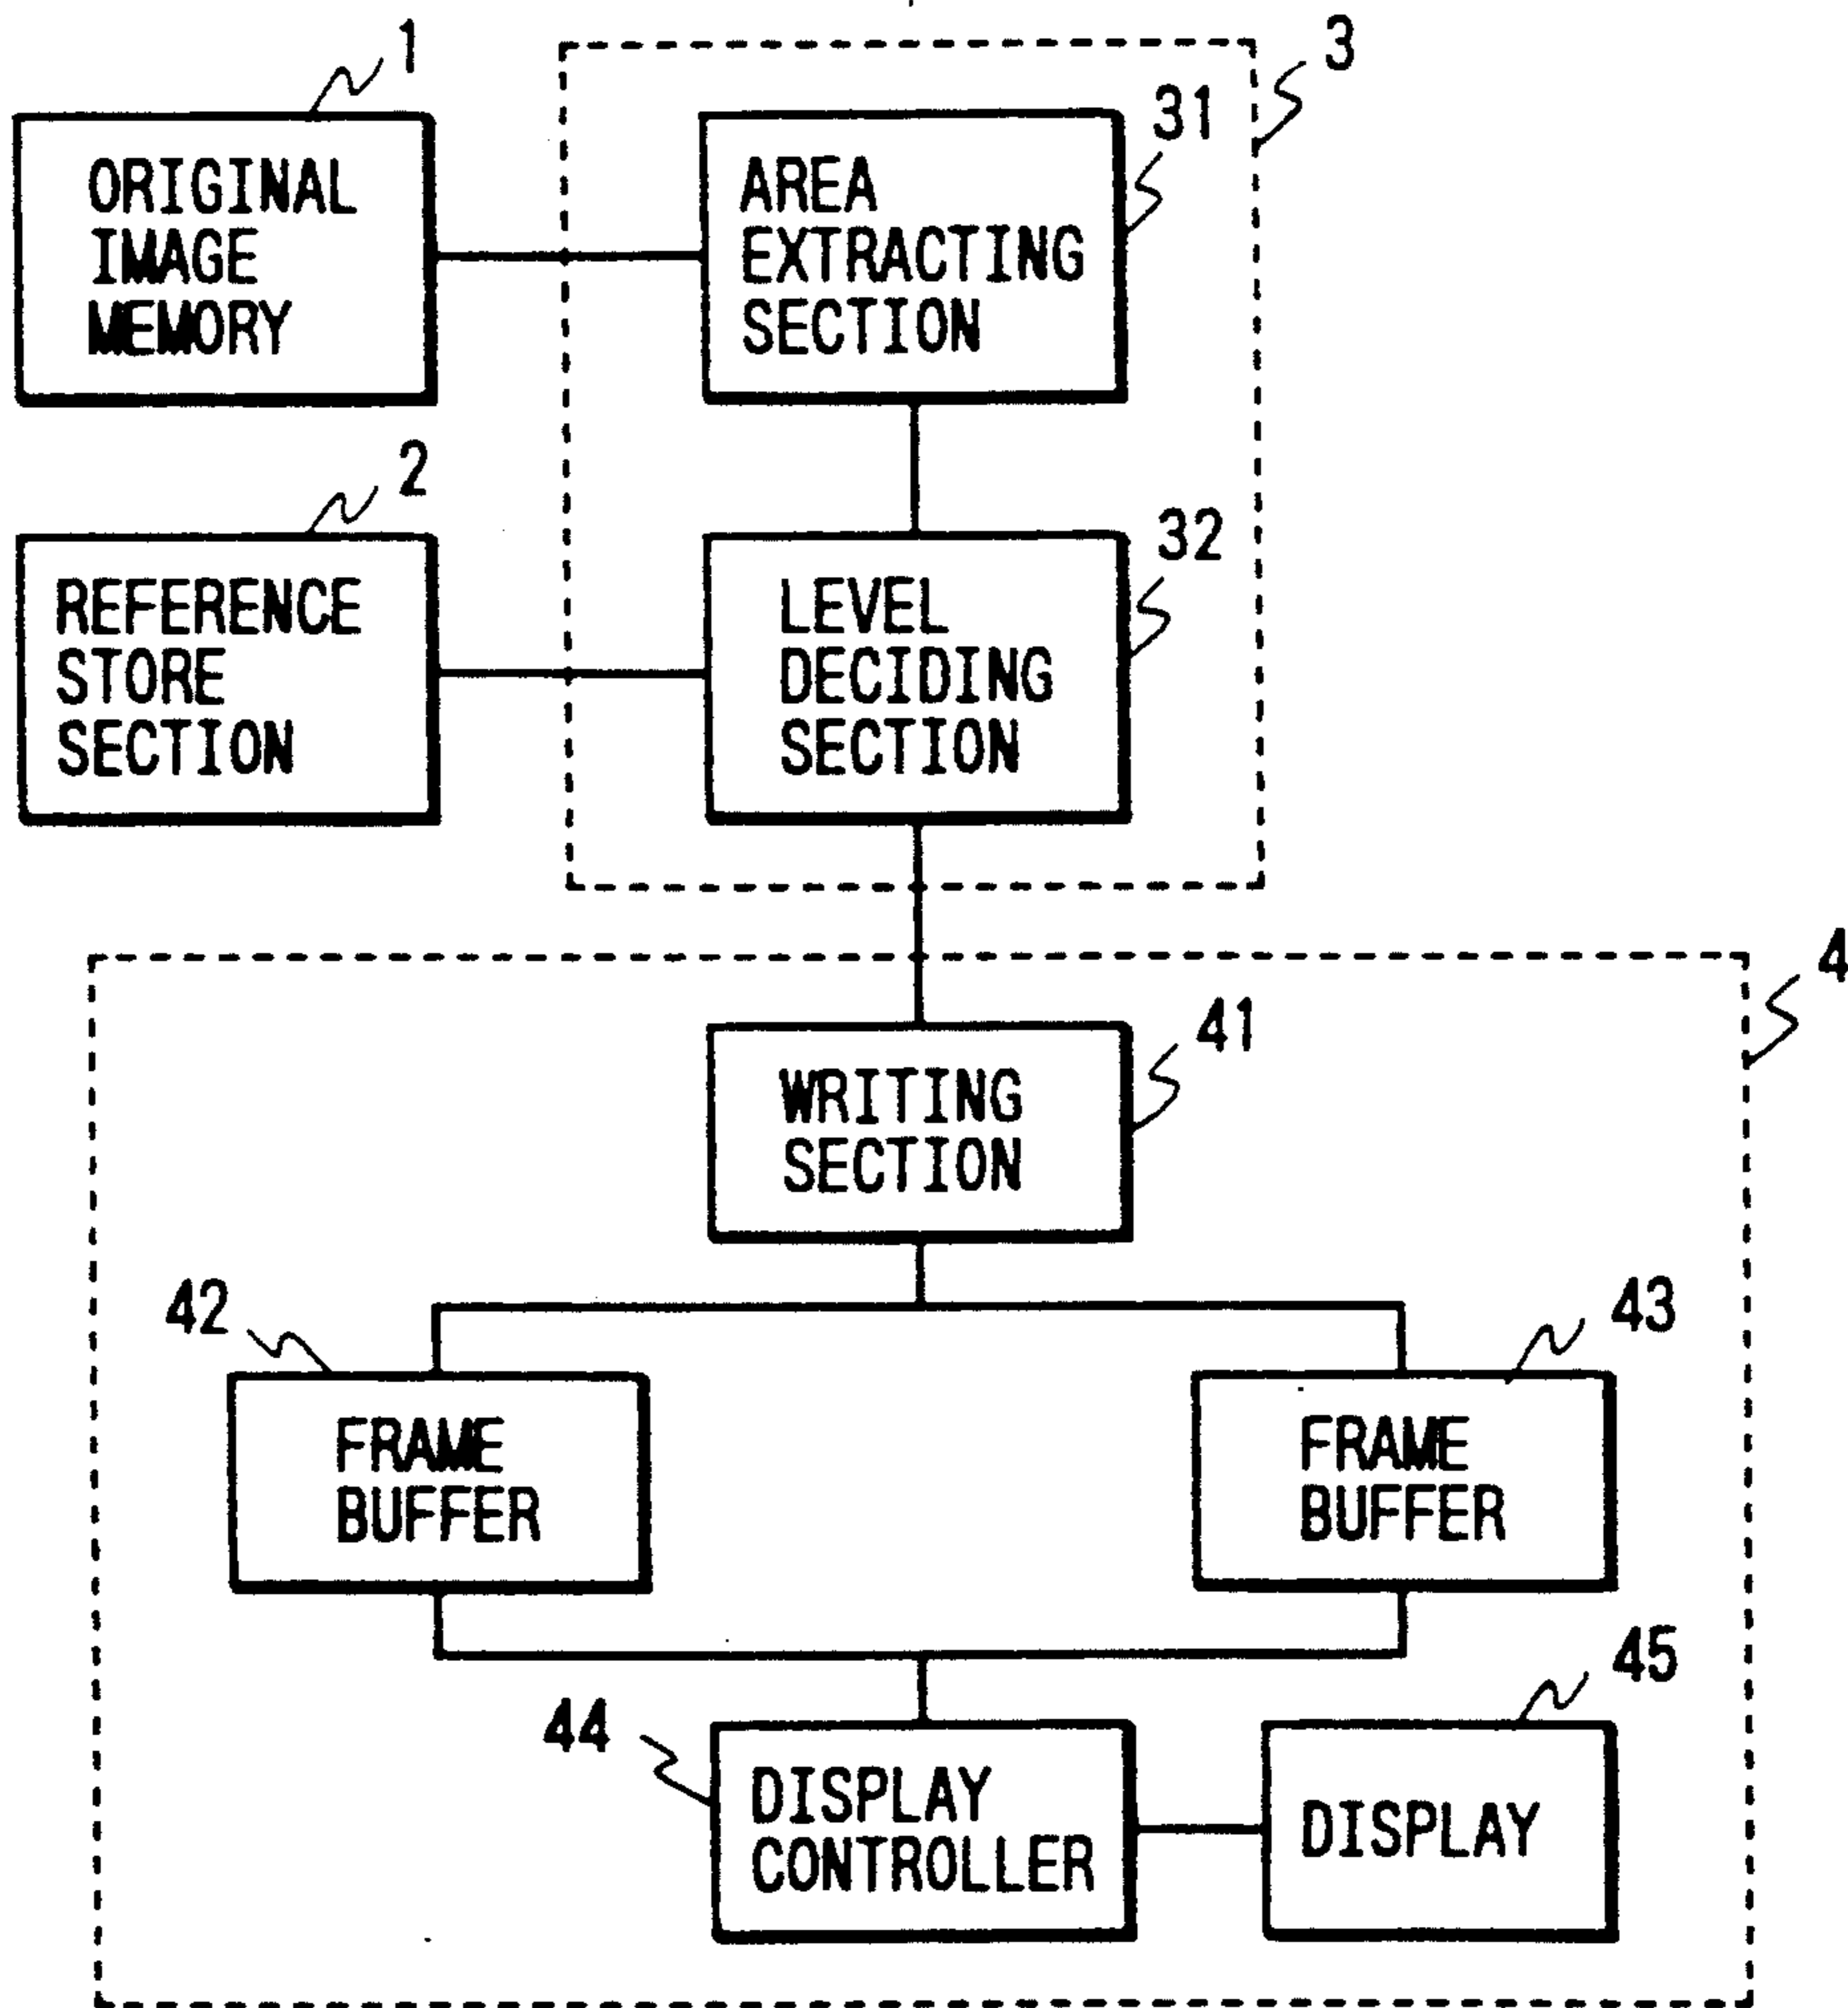 1
ORIGINAL
IMAGE
MEMORY
3
31
AREA
EXTRACTING
SECTION
2
REFERENCE
STORE
SECTION
32
LEVEL
DECIDING
SECTION
4
41
WRITING
SECTION
42
FRAME
BUFFER
43
FRAME
BUFFER
44
DISPLAY
CONTROLLER
45
DISPLAY